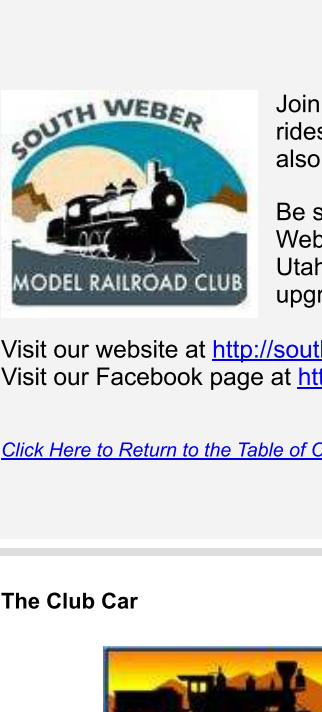 SOUTH WEBER
MODEL RAILROAD CLUB
Join
rides
also
Be s
Web
Utah
upgr
Visit our website at http://south
Visit our Facebook page at htt
Click Here to Return to the Table of C
The Club Car